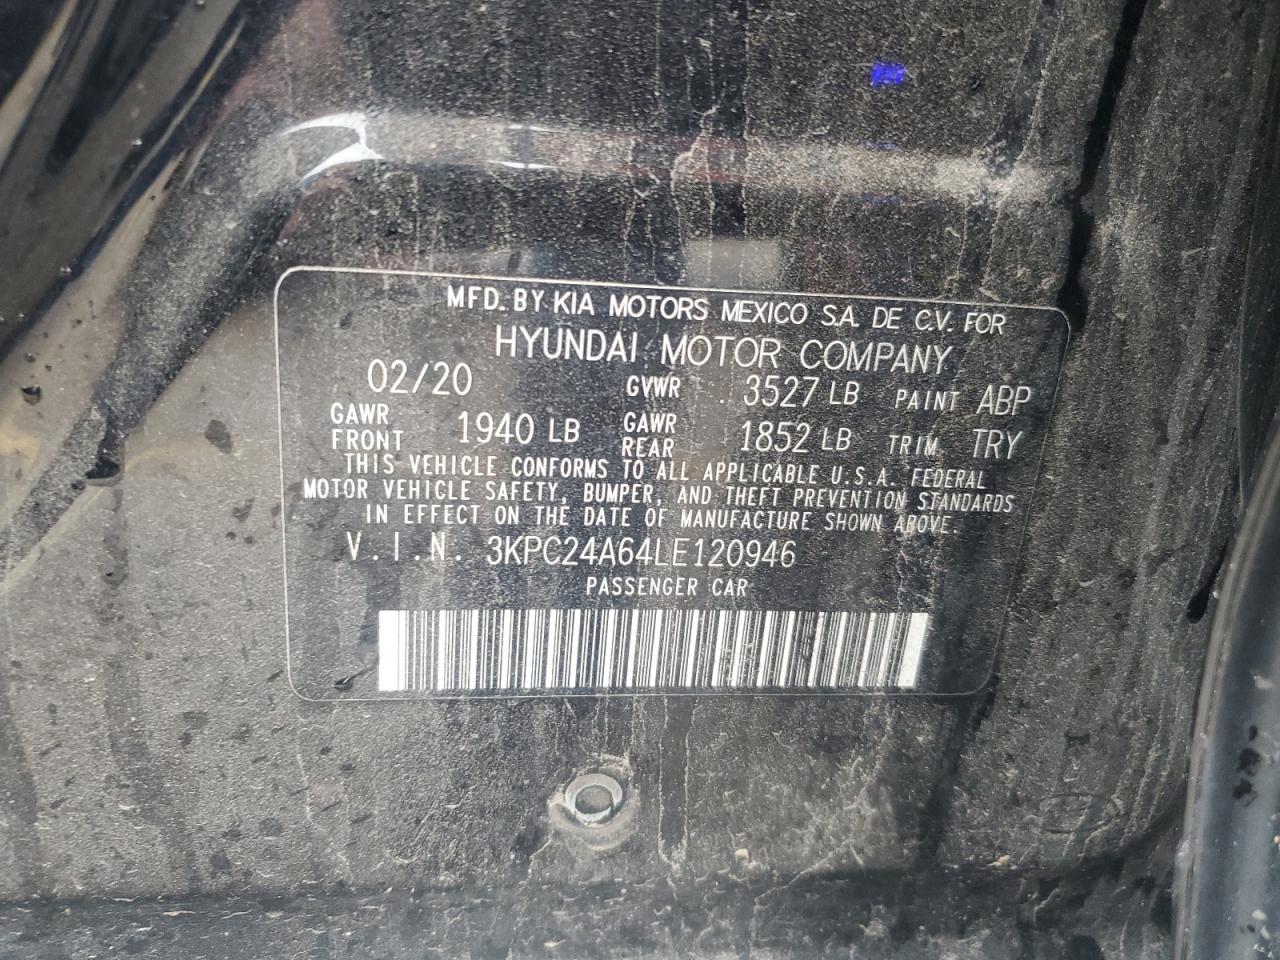 MFD. BY KIA MOTORS MEXICO S.A. DE C.V. FOR
HYUNDAI MOTOR COMPANY
02/20 GVWR 3527 LB PAINT ABP
GAWR FRONT 1940 LB GAWR REAR 1852 LB TRIM TRY
THIS VEHICLE CONFORMS TO ALL APPLICABLE U.S.A. FEDERAL
MOTOR VEHICLE SAFETY, BUMPER, AND THEFT PREVENTION STANDARDS
IN EFFECT ON THE DATE OF MANUFACTURE SHOWN ABOVE.
V.I.N. 3KPC24A64LE120946
PASSENGER CAR